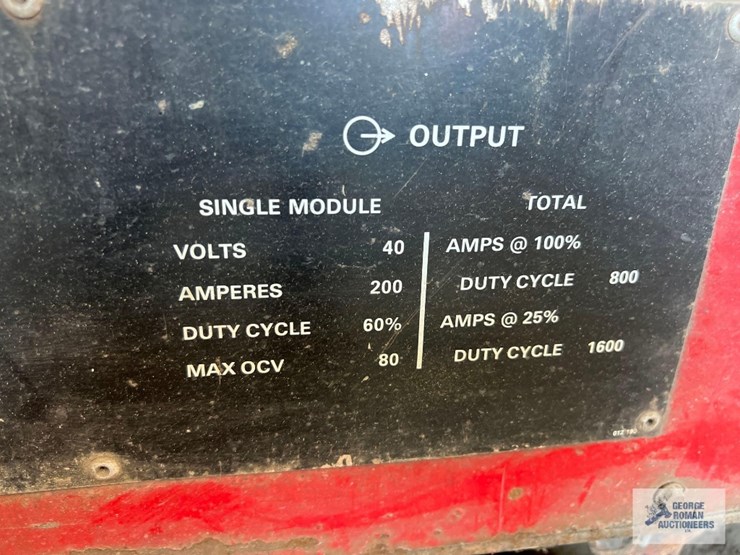 OUTPUT
SINGLE MODULE
VOLTS 40
AMPERES 200
DUTY CYCLE 60%
MAX OCV 80
TOTAL
AMPS @ 100%
DUTY CYCLE 800
AMPS @ 25%
DUTY CYCLE 1600
GEORGE
ROMAN
AUCTIONEERS